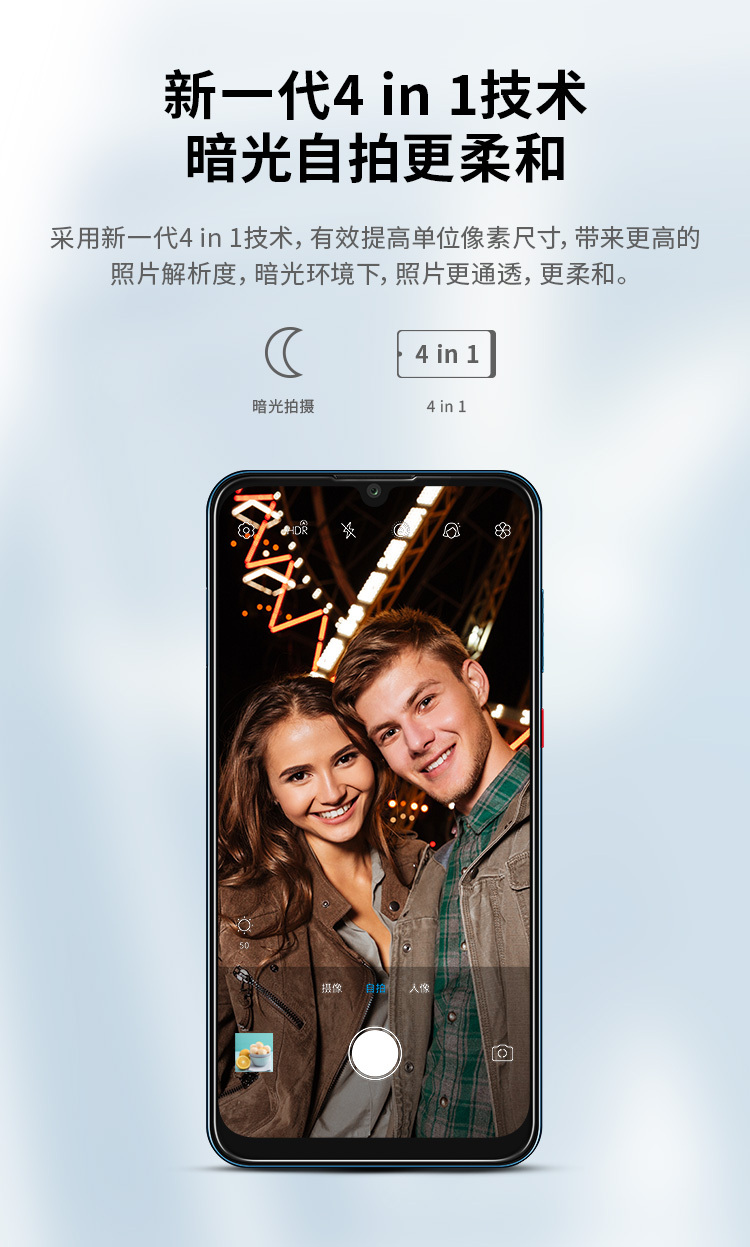 新一代4 in 1技术
暗光自拍更柔和
采用新一代4 in 1技术，有效提高单位像素尺寸，带来更高的
照片解析度，暗光环境下，照片更通透，更柔和。
4 in 1
暗光拍摄
4 in 1
HDR
50
摄像 自拍 人像